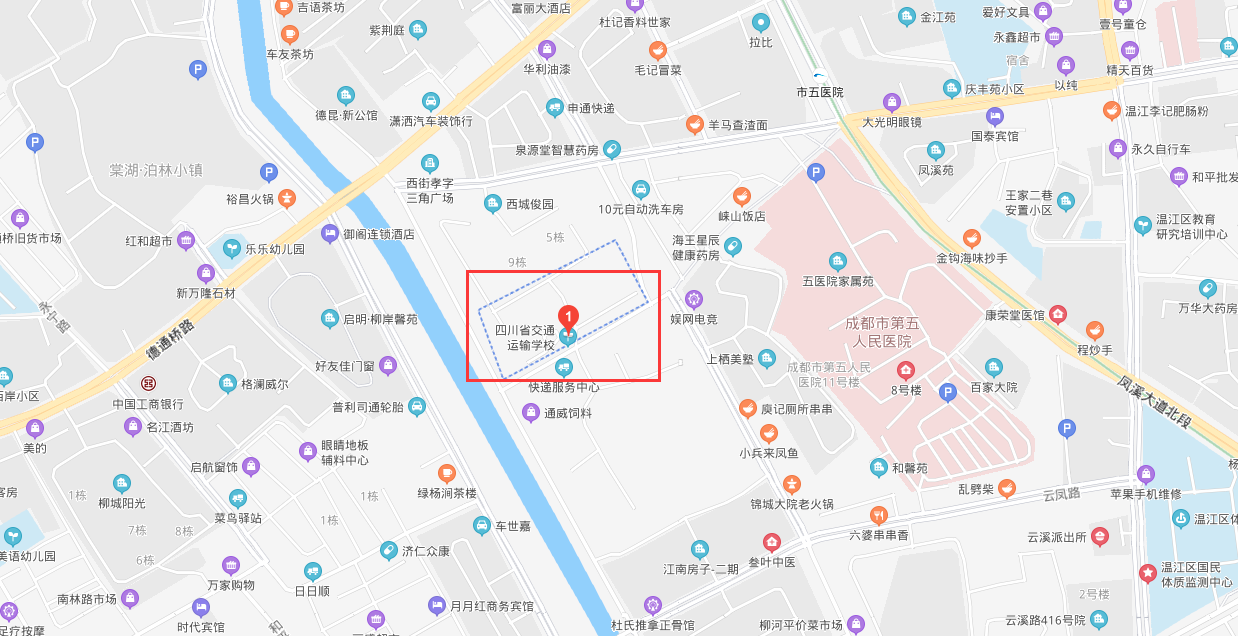 吉语茶坊
富丽大酒店
杜记香料世家
金江苑
爱好文具
壹号童仓
紫荆庭
拉比
永鑫超市
车友茶坊
华利油漆
毛记冒菜
宿舍
精天百货
市五医院
庆丰苑小区
以纯
德昆·新公馆
潇洒汽车装饰行
申通快递
羊马查渣面
大光明眼镜
国泰宾馆
温江李记肥肠粉
泉源堂智慧药房
永久自行车
棠湖·泊林小镇
西街孝字
三角广场
凤溪苑
和平批发
裕昌火锅
西城俊园
10元自动洗车房
崃山饭店
王家二巷
安置小区
温江区教育
研究培训中心
桥旧货市场
红和超市
乐乐幼儿园
御阁连锁酒店
5栋
海王星辰
健康药房
金钩海味抄手
9栋
新万隆石材
五医院家属苑
万华大药房
德通桥路
启明·柳岸馨苑
四川省交通
运输学校
1
娱网电竞
成都市第五
人民医院
康荣堂医馆
程炒手
好友佳门窗
上栖美塾
成都市第五人民
医院11号楼
8号楼
百家大院
凤溪大道北段
岸小区
中国工商银行
格澜威尔
快递服务中心
普利司通轮胎
通威饲料
庾记厕所串串
美的
名江酒坊
眼睛地板
辅料中心
小兵来凤鱼
启航窗饰
和馨苑
客房
1栋
柳城阳光
绿杨涧茶楼
1栋
锦城大院老火锅
乱劈柴
云凤路
苹果手机维修
7栋
8栋
菜鸟驿站
1栋
车世嘉
六婆串串香
云溪派出所
温江区体
美语幼儿园
6栋
济仁众康
江南房子-二期
叁叶中医
温江区国民
体质监测中心
万家购物
日日顺
南林路市场
时代宾馆
月月红商务宾馆
2号楼
足疗按摩
和
杜氏推拿正骨馆
柳河平价菜市场
云溪路416号院